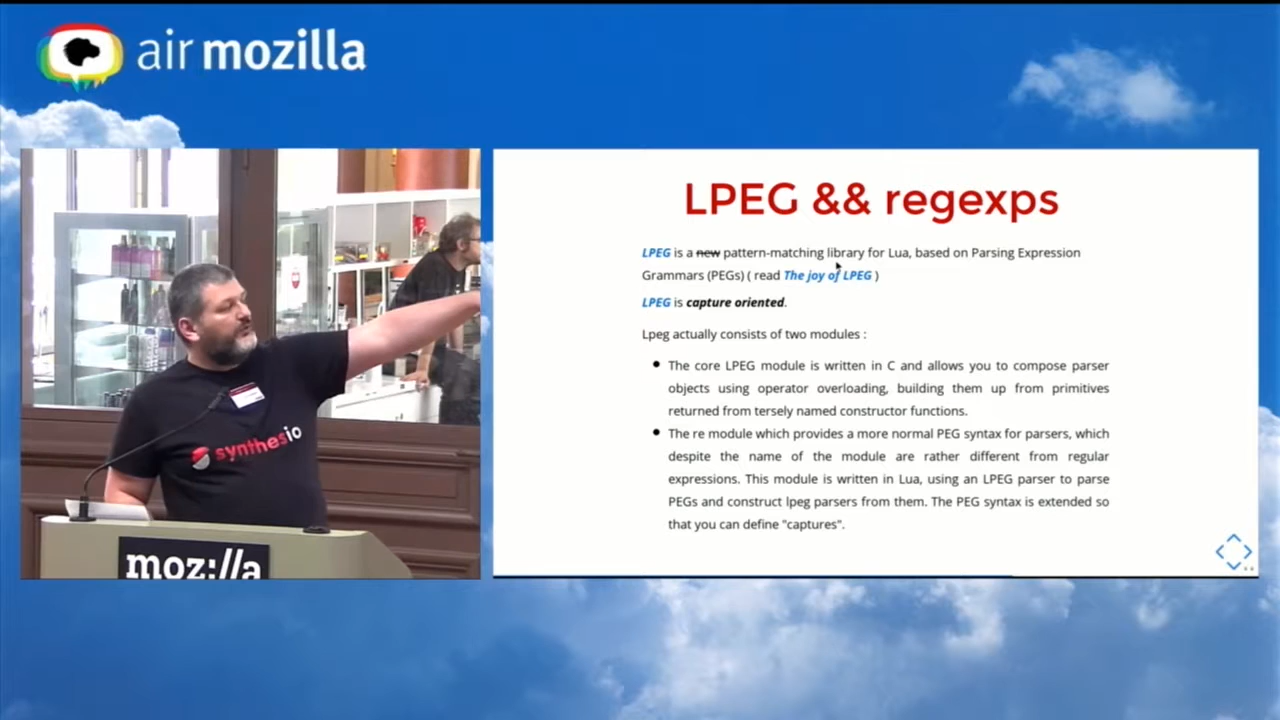 air mozilla
LPEG && regexps
LPEG is a new pattern-matching library for Lua, based on Parsing Expression
Grammars (PEGs) ( read The joy of LPEG )
LPEG is capture oriented.
Lpeg actually consists of two modules :
The core LPEG module is written in C and allows you to compose parser
objects using operator overloading, building them up from primitives
returned from tersely named constructor functions.
The re module which provides a more normal PEG syntax for parsers, which
despite the name of the module are rather different from regular
expressions. This module is written in Lua, using an LPEG parser to parse
PEGs and construct lpeg parsers from them. The PEG syntax is extended so
that you can define "captures".
synthesio
moz://a